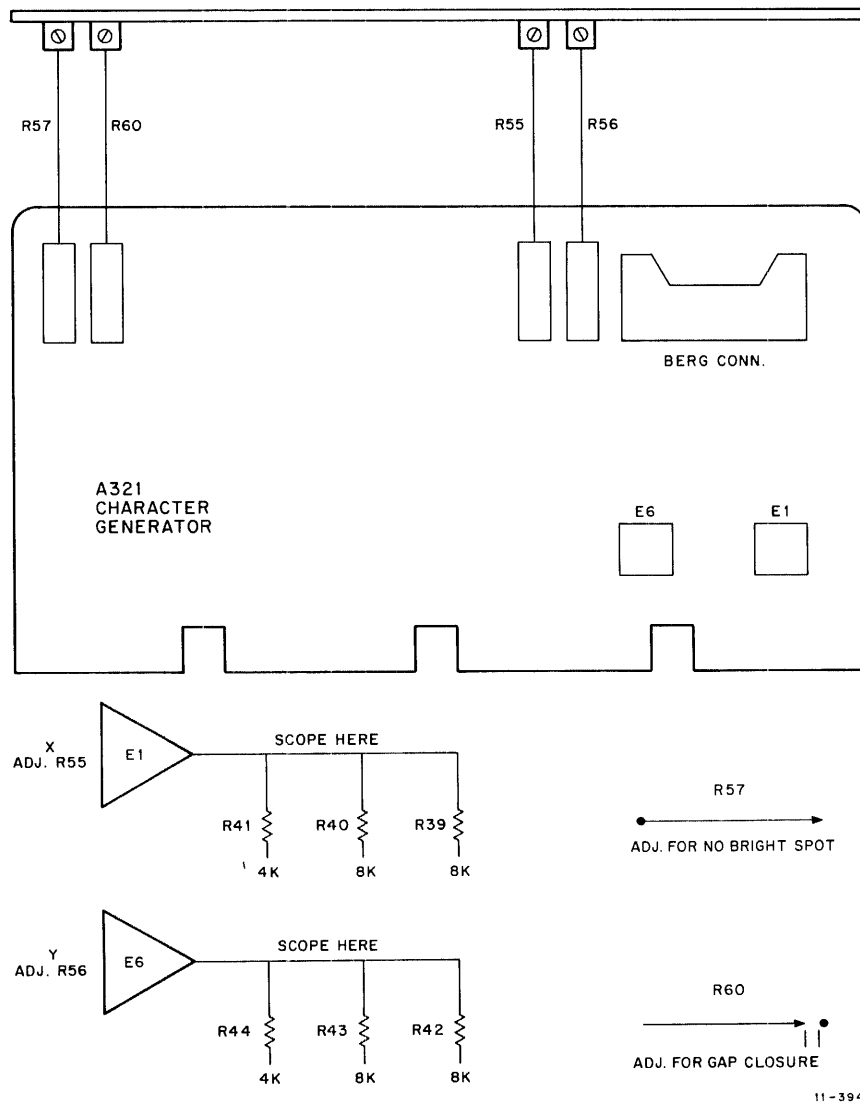 R57
R60
R55
R56
BERG CONN.
A321
CHARACTER
GENERATOR
E6
E1
X
ADJ. R55
E1
SCOPE HERE
R41
R40
R39
4K
8K
8K
R57
ADJ. FOR NO BRIGHT SPOT
Y
ADJ. R56
E6
SCOPE HERE
R44
R43
R42
4K
8K
8K
R60
ADJ. FOR GAP CLOSURE
11-394